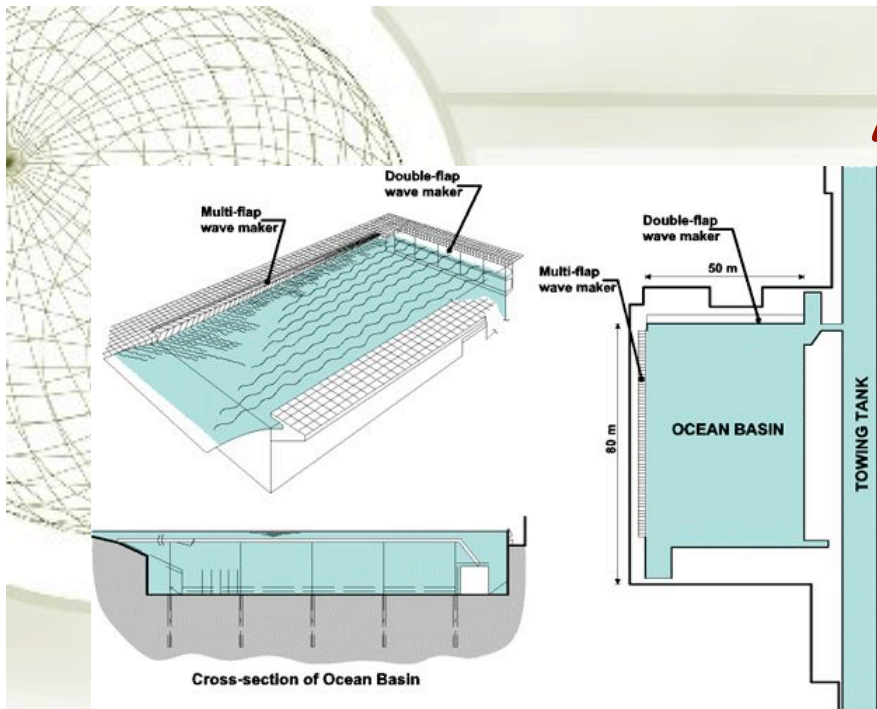 Double-flap
wave maker
Multi-flap
wave maker
Double-flap
wave maker
50 m
Multi-flap
wave maker
80 m
OCEAN BASIN
TOWING TANK
Cross-section of Ocean Basin